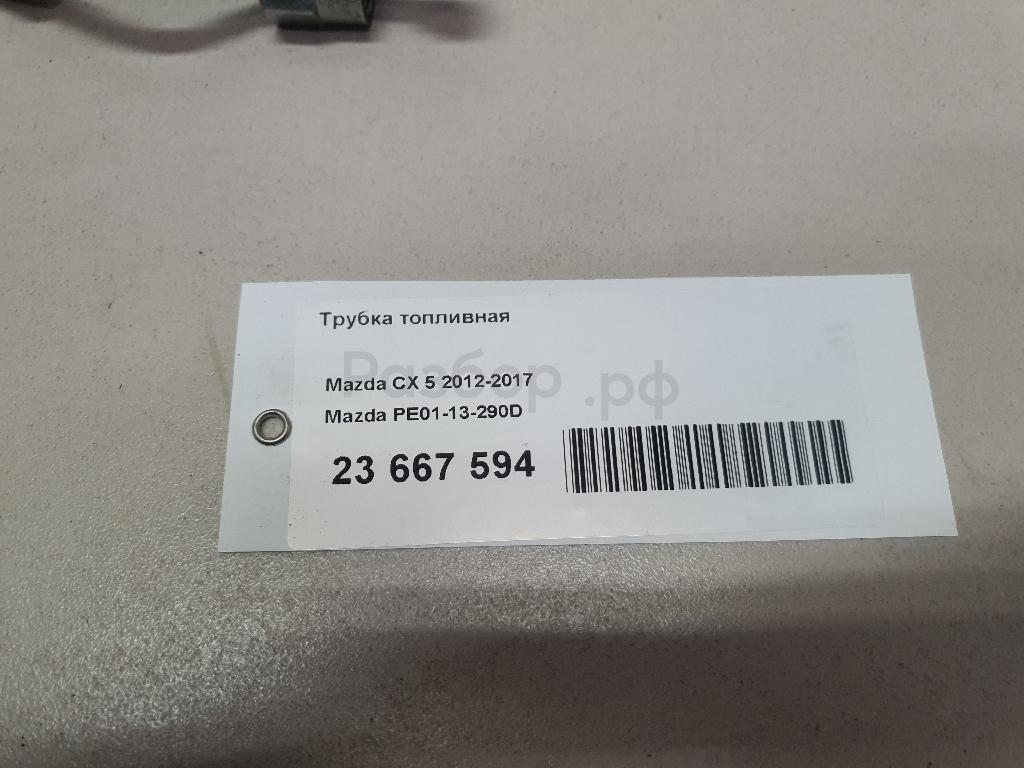 Трубка топливная
Разбор .рф
Mazda CX 5 2012-2017
Mazda PE01-13-290D
23 667 594